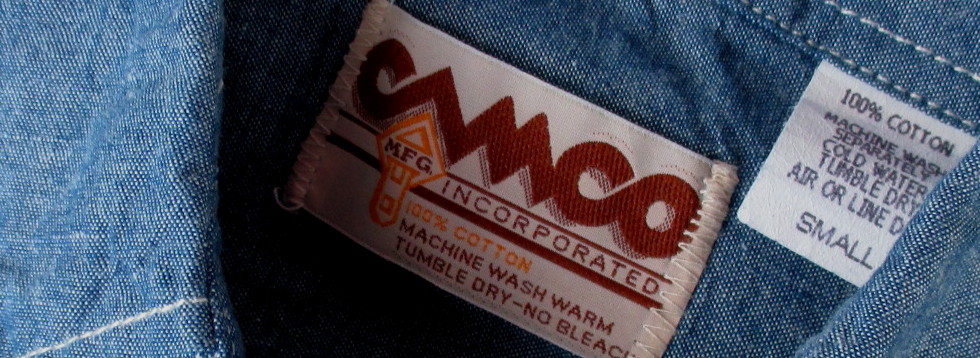 CAMCO
MFG.
INCORPORATED
100% COTTON
MACHINE WASH WARM
TUMBLE DRY-NO BLEACH
100% COTTON
MACHINE WASH
SEPARATELY
COLD WATER
TUMBLE DRY
AIR OR LINE D
SMALL